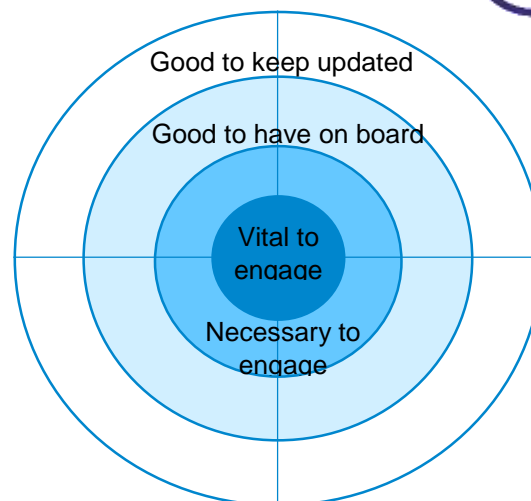 Good to keep updated
Good to have on board
Vital to
engage
Necessary to
engage